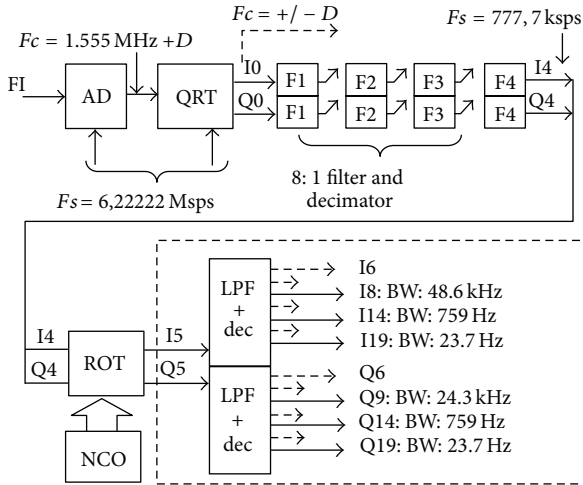 Fc = 1.555 MHz +D
Fc = +/ − D
Fs = 777, 7 ksps
FI
AD
QRT
I0
Q0
F1
F2
F3
F4
I4
F1
F2
F3
F4
Q4
8: 1 filter and
decimator
Fs = 6,22222 Msps
I4
Q4
ROT
I5
Q5
NCO
LPF
+
dec
I6
I8: BW: 48.6 kHz
I14: BW: 759 Hz
I19: BW: 23.7 Hz
LPF
+
dec
Q6
Q9: BW: 24.3 kHz
Q14: BW: 759 Hz
Q19: BW: 23.7 Hz